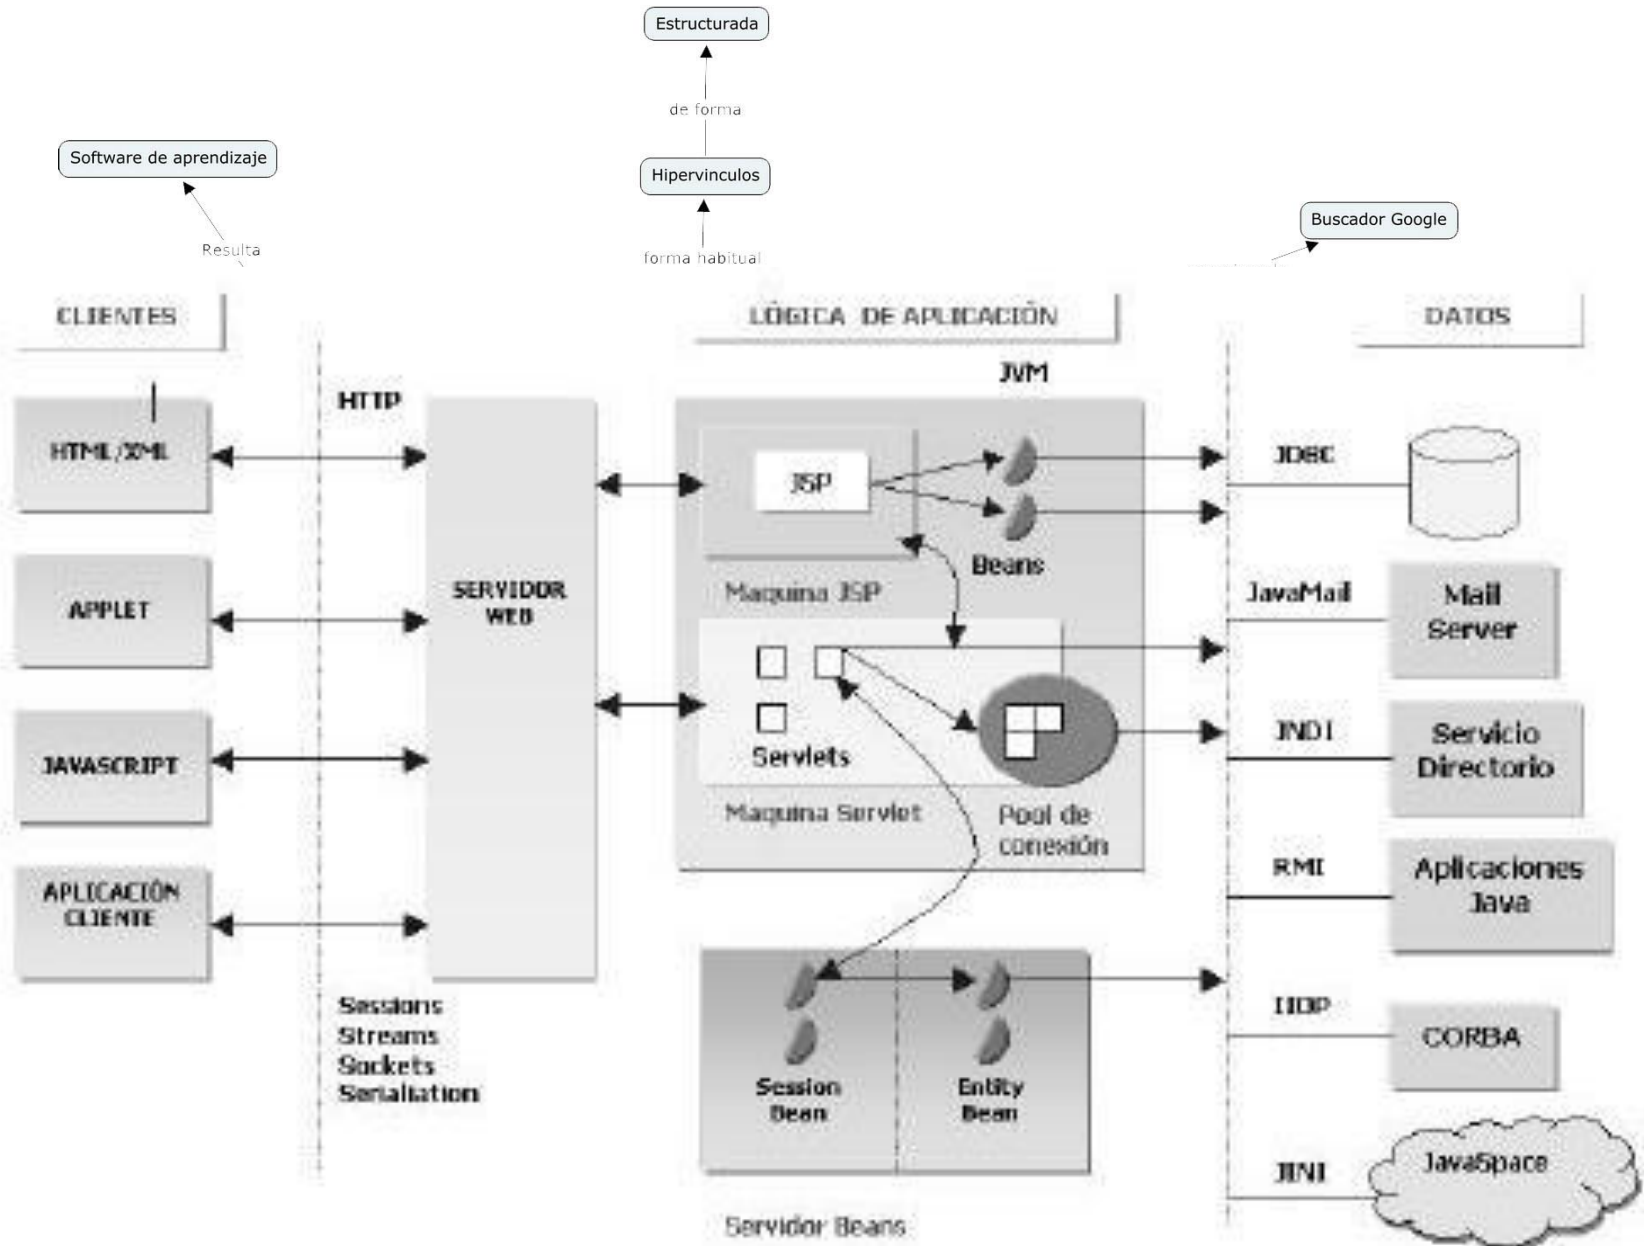 Estructurada
de forma
Software de aprendizaje
Hipervinculos
Buscador Google
Resulta
forma habitual
CLIENTES
LÓGICA DE APLICACIÓN
DATOS
JVM
HTTP
HTML/XML
JSP
JDBC
Beans
APPLET
SERVIDOR
WEB
Maquina JSP
JavaMail
Mail
Server
JAVASCRIPT
Servlets
JNDI
Servicio
Directorio
Maquina Servlet
Pool de
conexión
RMI
Aplicaciones
Java
APLICACIÓN
CLIENTE
Sessions
Streams
Sockets
Serialiation
IIOP
CORBA
Session
Bean
Entity
Bean
JINI
JavaSpace
Servidor Beans